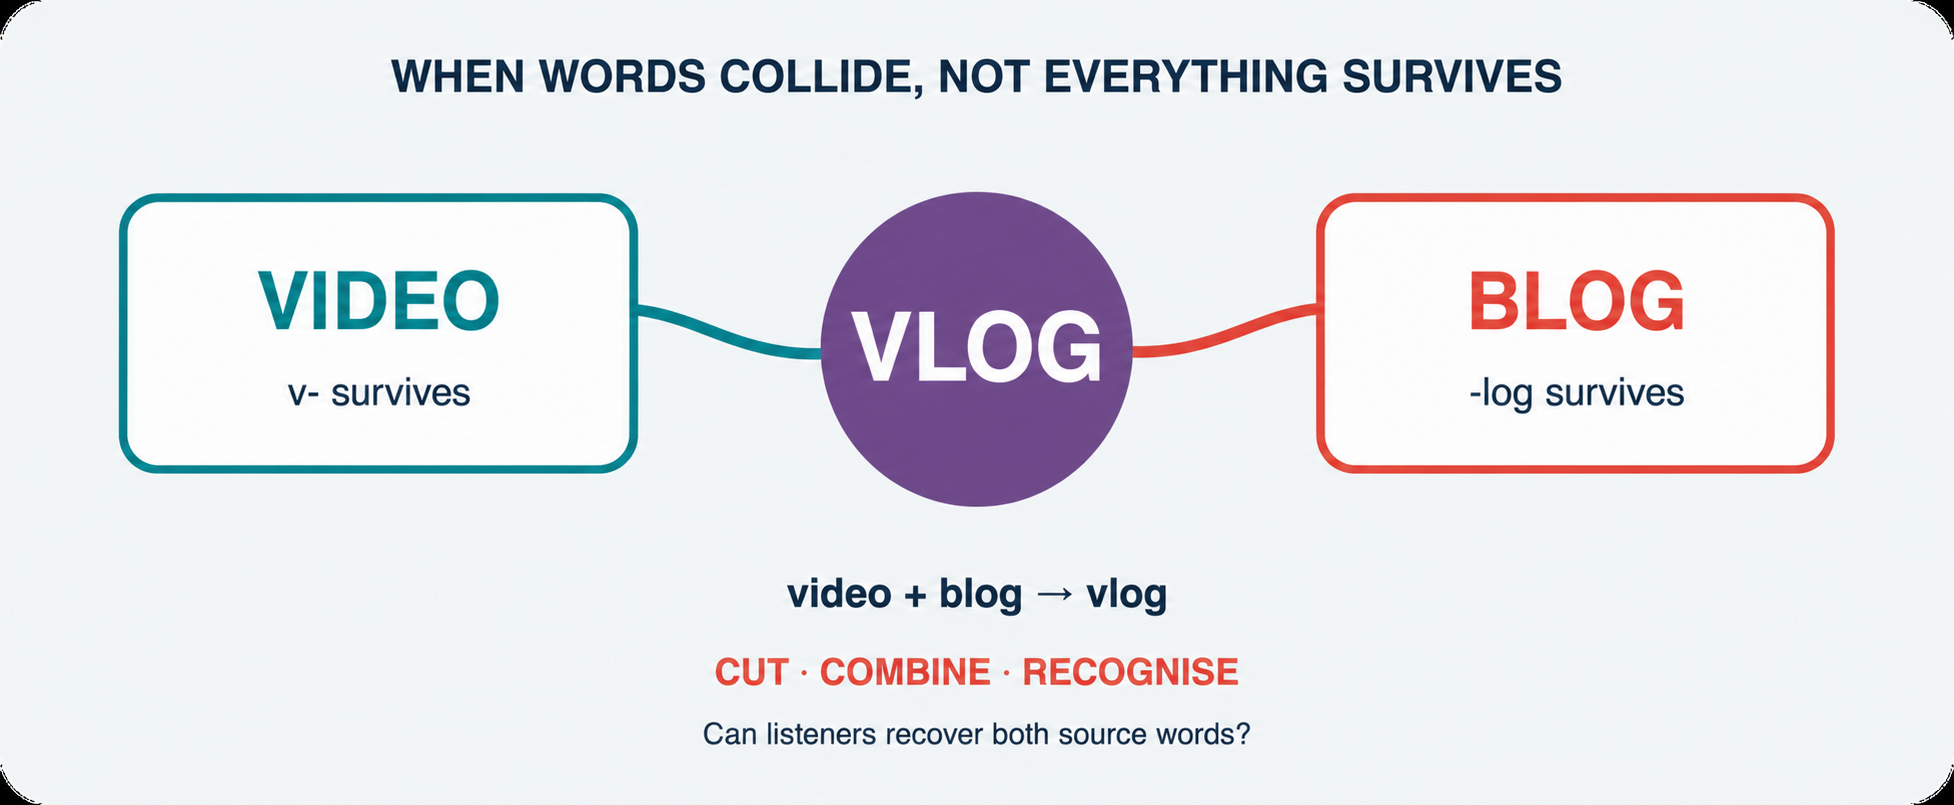 WHEN WORDS COLLIDE, NOT EVERYTHING SURVIVES
VIDEO
v- survives
VLOG
BLOG
-log survives
video + blog → vlog
CUT · COMBINE · RECOGNISE
Can listeners recover both source words?